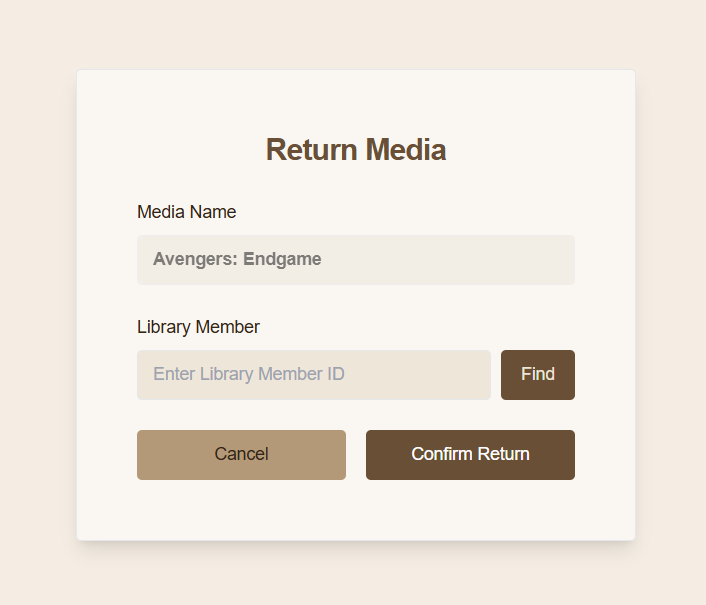 Return Media
Media Name
Avengers: Endgame
Library Member
Enter Library Member ID
Find
Cancel
Confirm Return